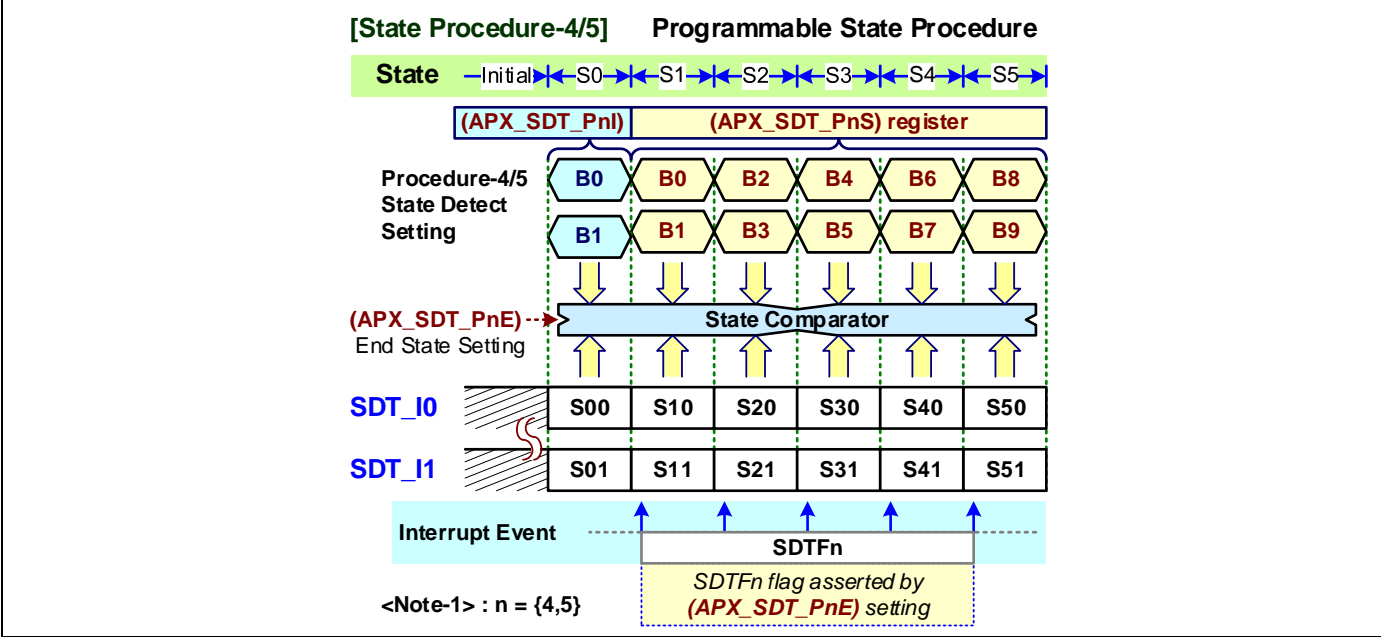 [State Procedure-4/5] Programmable State Procedure
State Initial S0 S1 S2 S3 S4 S5
(APX_SDT_PnI) (APX_SDT_PnS) register
Procedure-4/5
State Detect
Setting
B0 B0 B2 B4 B6 B8
B1 B1 B3 B5 B7 B9
(APX_SDT_PnE)
End State Setting
State Comparator
SDT_I0 S00 S10 S20 S30 S40 S50
SDT_I1 S01 S11 S21 S31 S41 S51
Interrupt Event
SDTFn
SDTFn flag asserted by
(APX_SDT_PnE) setting
<Note-1> : n = {4,5}